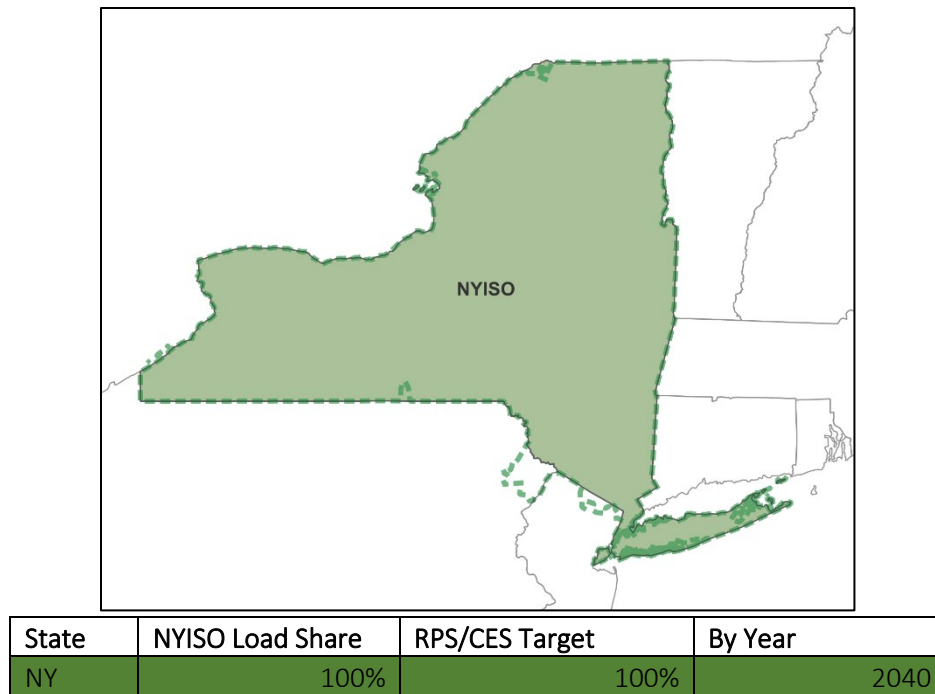 NYISO
State NYISO Load Share RPS/CES Target By Year
NY 100% 100% 2040